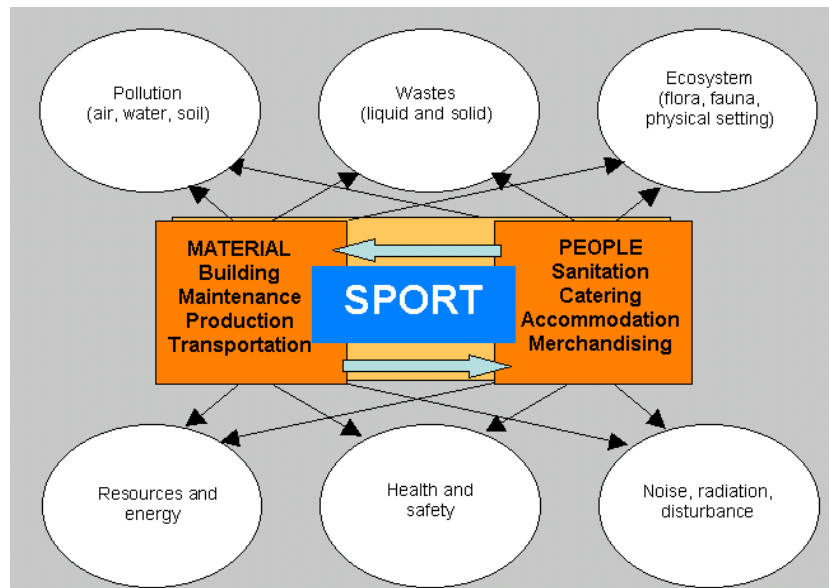 Pollution
(air, water, soil)
Wastes
(liquid and solid)
Ecosystem
(flora, fauna,
physical setting)
MATERIAL
Building
Maintenance
Production
Transportation
SPORT
PEOPLE
Sanitation
Catering
Accommodation
Merchandising
Resources and
energy
Health and
safety
Noise, radiation,
disturbance